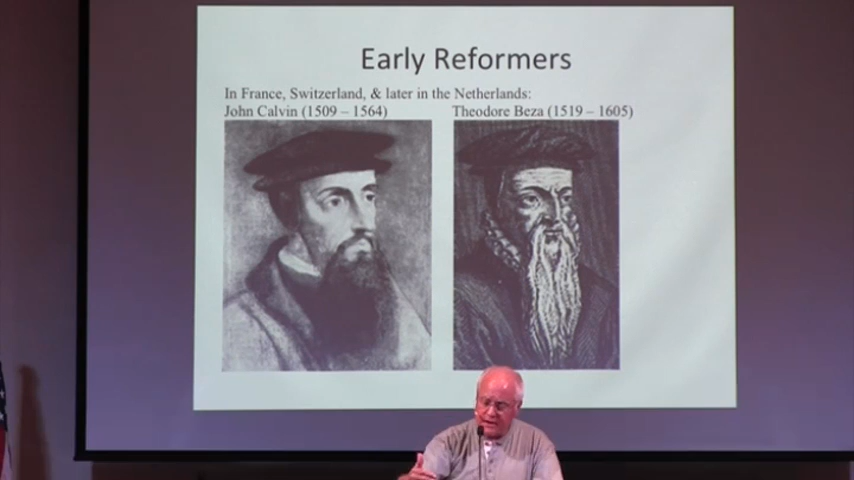 Early Reformers
In France, Switzerland, & later in the Netherlands:
John Calvin (1509 – 1564)
Theodore Beza (1519 – 1605)